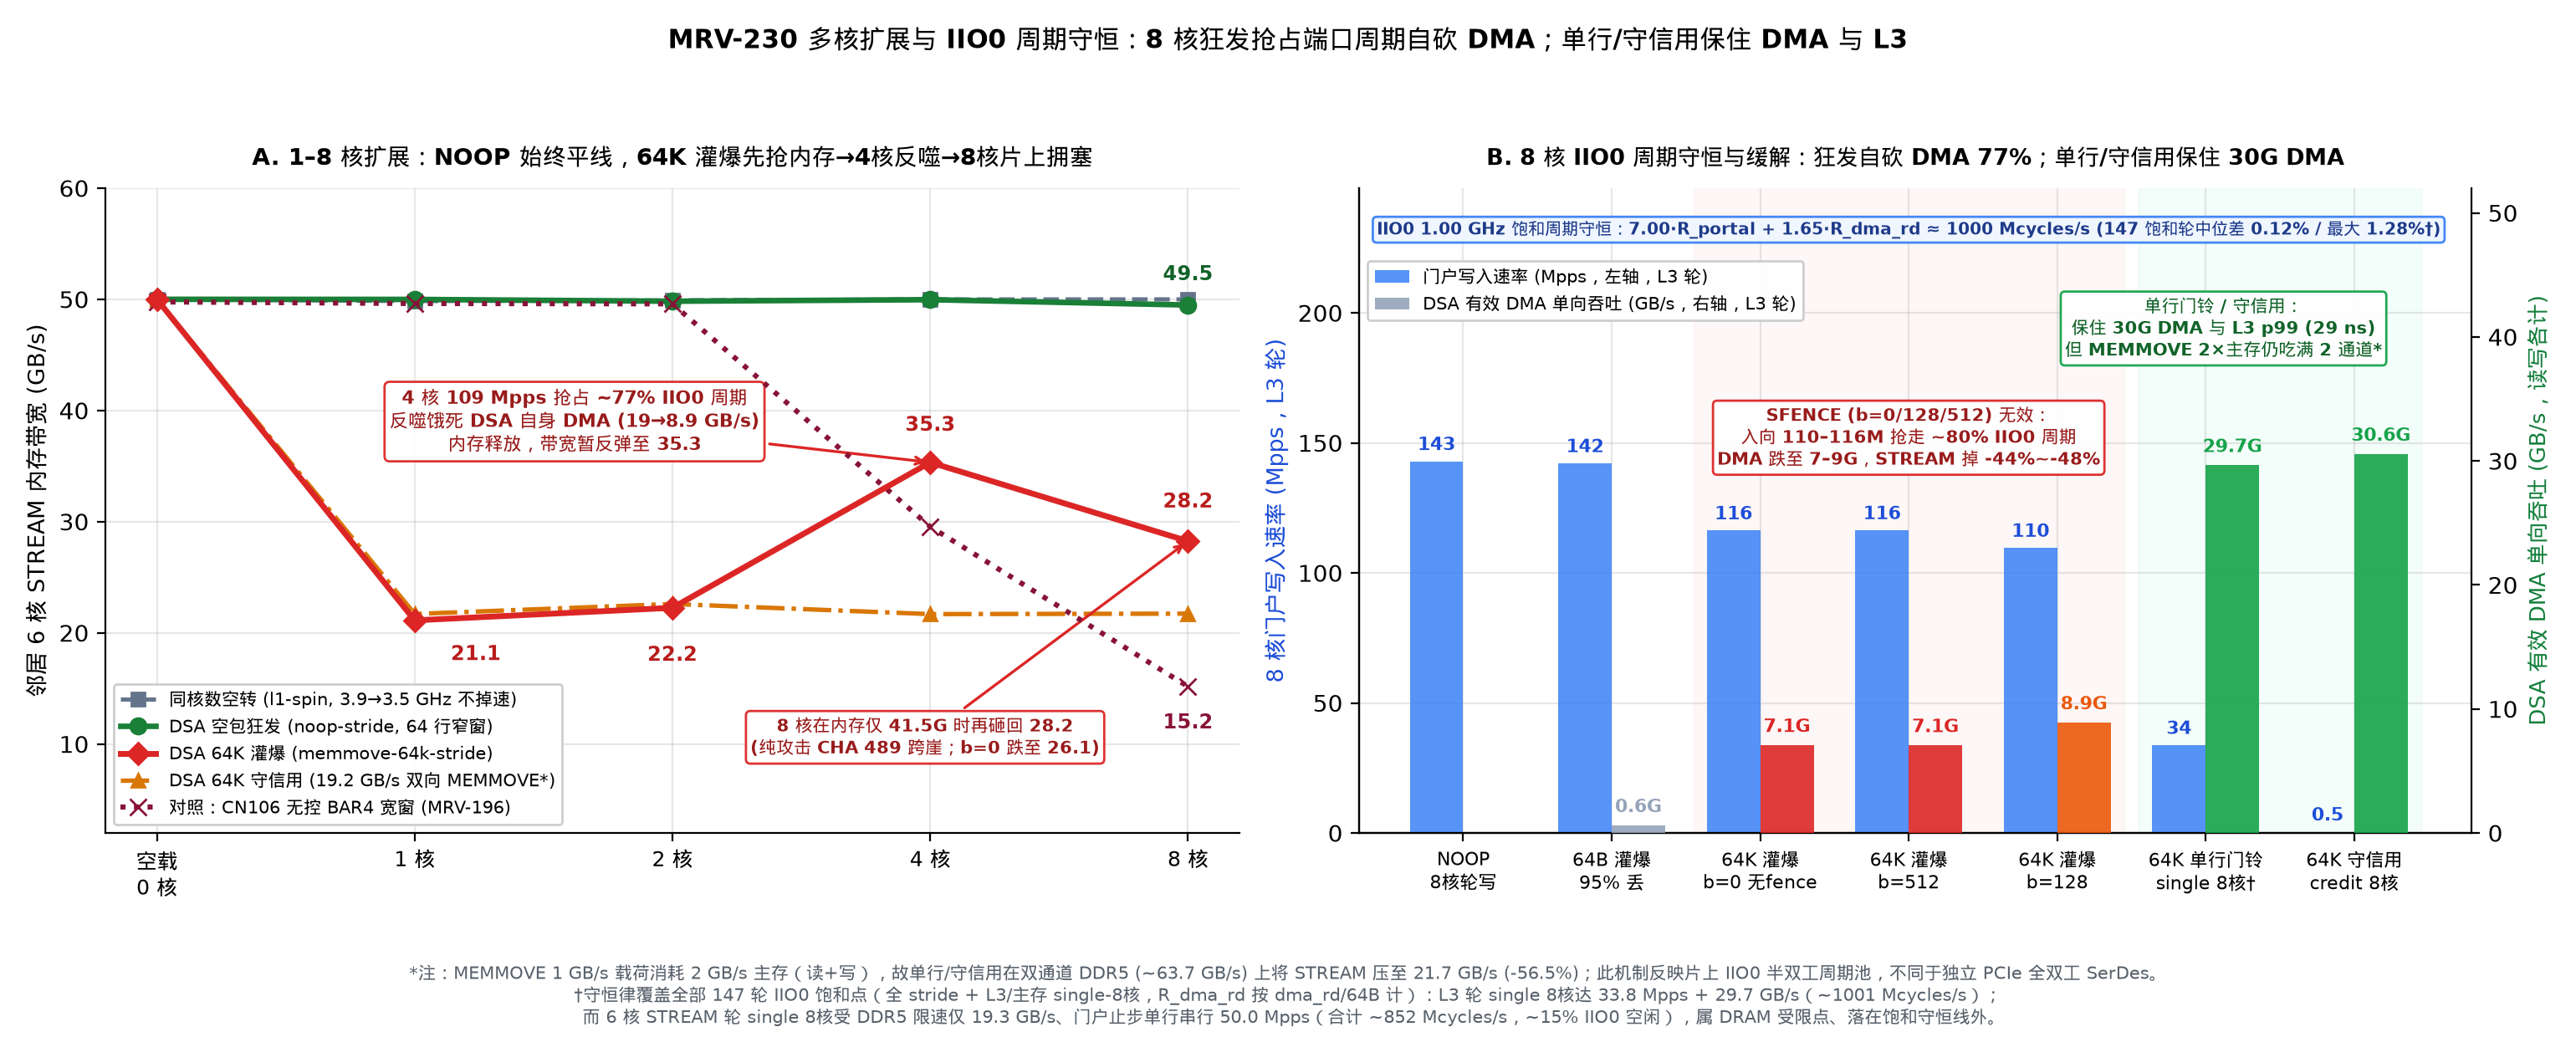 MRV-230 多核扩展与 IIO0 周期守恒：8 核狂发抢占端口周期自砍 DMA；单行/守信用保住 DMA 与 L3
A. 1–8 核扩展：NOOP 始终平线，64K 灌爆先抢内存→4核反噬→8核片上拥塞
邻居 6 核 STREAM 内存带宽 (GB/s)
60
50
40
30
20
10
49.5
35.3
28.2
21.1
22.2
15.2
4 核 109 Mpps 抢占 ~77% IIO0 周期
反噬饿死 DSA 自身 DMA (19→8.9 GB/s)
内存释放，带宽暂反弹至 35.3
8 核在内存仅 41.5G 时再砸回 28.2
(纯攻击 CHA 489 跨崖；b=0 跌至 26.1)
同核数空转 (l1-spin, 3.9→3.5 GHz 不掉速)
DSA 空包狂发 (noop-stride, 64 行窄窗)
DSA 64K 灌爆 (memmove-64k-stride)
DSA 64K 守信用 (19.2 GB/s 双向 MEMMOVE*)
对照：CN106 无控 BAR4 宽窗 (MRV-196)
空载
0 核
1 核
2 核
4 核
8 核
B. 8 核 IIO0 周期守恒与缓解：狂发自砍 DMA 77%；单行/守信用保住 30G DMA
8 核门户写入速率 (Mpps，L3 轮)
200
150
100
50
0
IIO0 1.00 GHz 饱和周期守恒：7.00·R_portal + 1.65·R_dma_rd ≈ 1000 Mcycles/s (147 饱和轮中位差 0.12% / 最大 1.28%†)
门户写入速率 (Mpps，左轴，L3 轮)
DSA 有效 DMA 单向吞吐 (GB/s，右轴，L3 轮)
单行门铃 / 守信用：
保住 30G DMA 与 L3 p99 (29 ns)
但 MEMMOVE 2×主存仍吃满 2 通道*
SFENCE (b=0/128/512) 无效：
入向 110–116M 抢走 ~80% IIO0 周期
DMA 跌至 7–9G，STREAM 掉 -44%~-48%
143
142
0.6G
116
7.1G
116
7.1G
110
8.9G
34
29.7G
0.5
30.6G
NOOP
8核轮写
64B 灌爆
95% 丢
64K 灌爆
b=0 无fence
64K 灌爆
b=512
64K 灌爆
b=128
64K 单行门铃
single 8核†
64K 守信用
credit 8核
50
40
30
20
10
0
DSA 有效 DMA 单向吞吐 (GB/s，读写各计)
*注：MEMMOVE 1 GB/s 载荷消耗 2 GB/s 主存（读+写），故单行/守信用在双通道 DDR5 (~63.7 GB/s) 上将 STREAM 压至 21.7 GB/s (-56.5%)；此机制反映片上 IIO0 半双工周期池，不同于独立 PCIe 全双工 SerDes。
†守恒律覆盖全部 147 轮 IIO0 饱和点（全 stride + L3/主存 single-8核，R_dma_rd 按 dma_rd/64B 计）：L3 轮 single 8核达 33.8 Mpps + 29.7 GB/s（~1001 Mcycles/s）；
而 6 核 STREAM 轮 single 8核受 DDR5 限速仅 19.3 GB/s、门户止步单行串行 50.0 Mpps（合计 ~852 Mcycles/s，~15% IIO0 空闲），属 DRAM 受限点、落在饱和守恒线外。